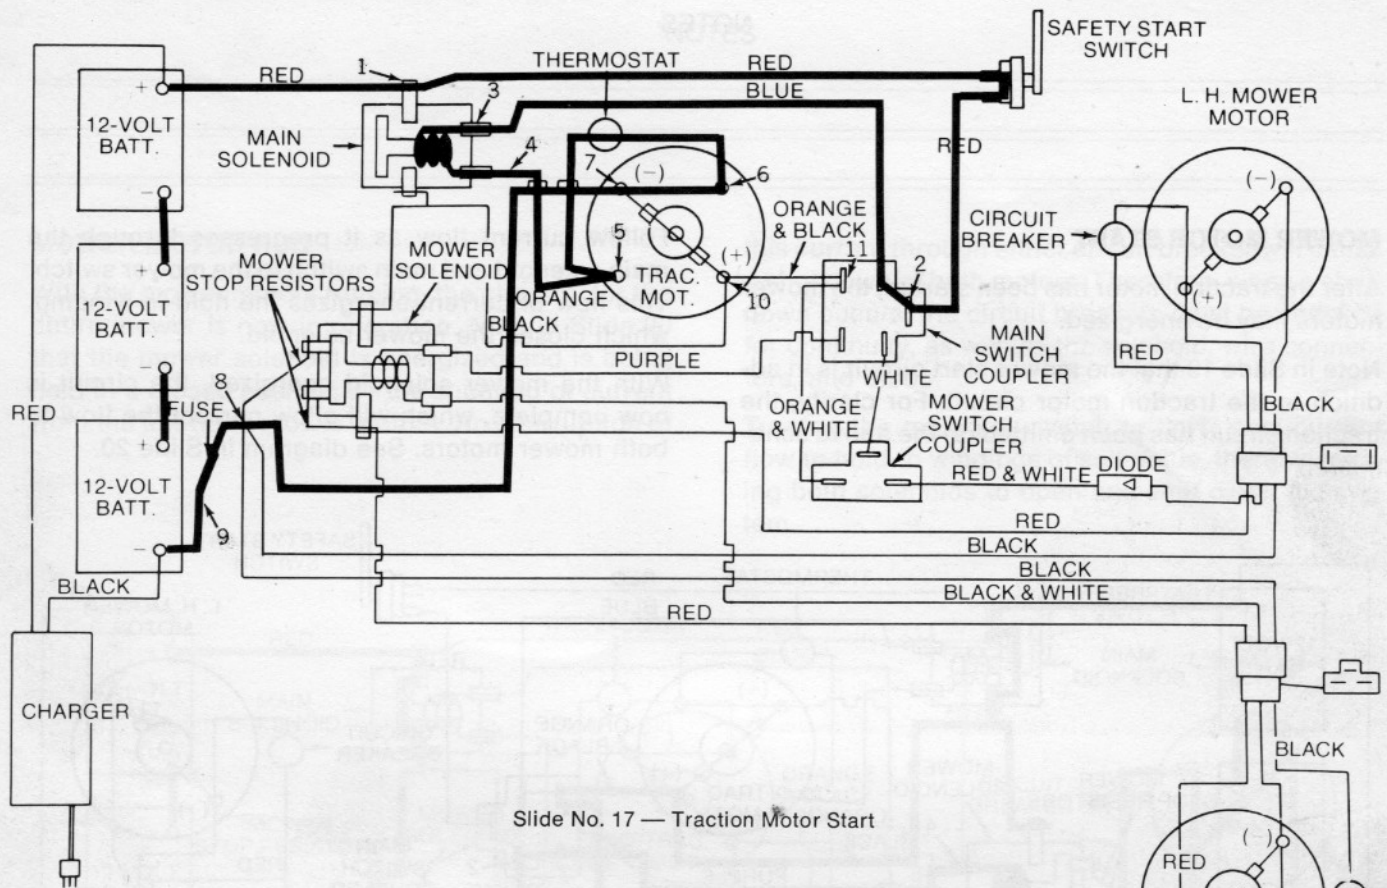 SAFETY START
SWITCH
THERMOSTAT
RED
1
RED
BLUE
3
+
12-VOLT
BATT.
MAIN
SOLENOID
4
L. H. MOWER
MOTOR
RED
7
(−)
6
−
ORANGE
& BLACK
CIRCUIT
BREAKER
(−)
MOWER
STOP RESISTORS
MOWER
SOLENOID
5
(+)
11
2
+
TRAC.
MOT.
10
(+)
12-VOLT
BATT.
ORANGE
BLACK
MAIN
SWITCH
COUPLER
RED
PURPLE
WHITE
−
8
RED
+
FUSE
ORANGE
& WHITE
MOWER
SWITCH
COUPLER
BLACK
12-VOLT
BATT.
RED & WHITE
DIODE
9
RED
−
BLACK
BLACK
BLACK
BLACK & WHITE
RED
CHARGER
BLACK
Slide No. 17 — Traction Motor Start
RED
(−)